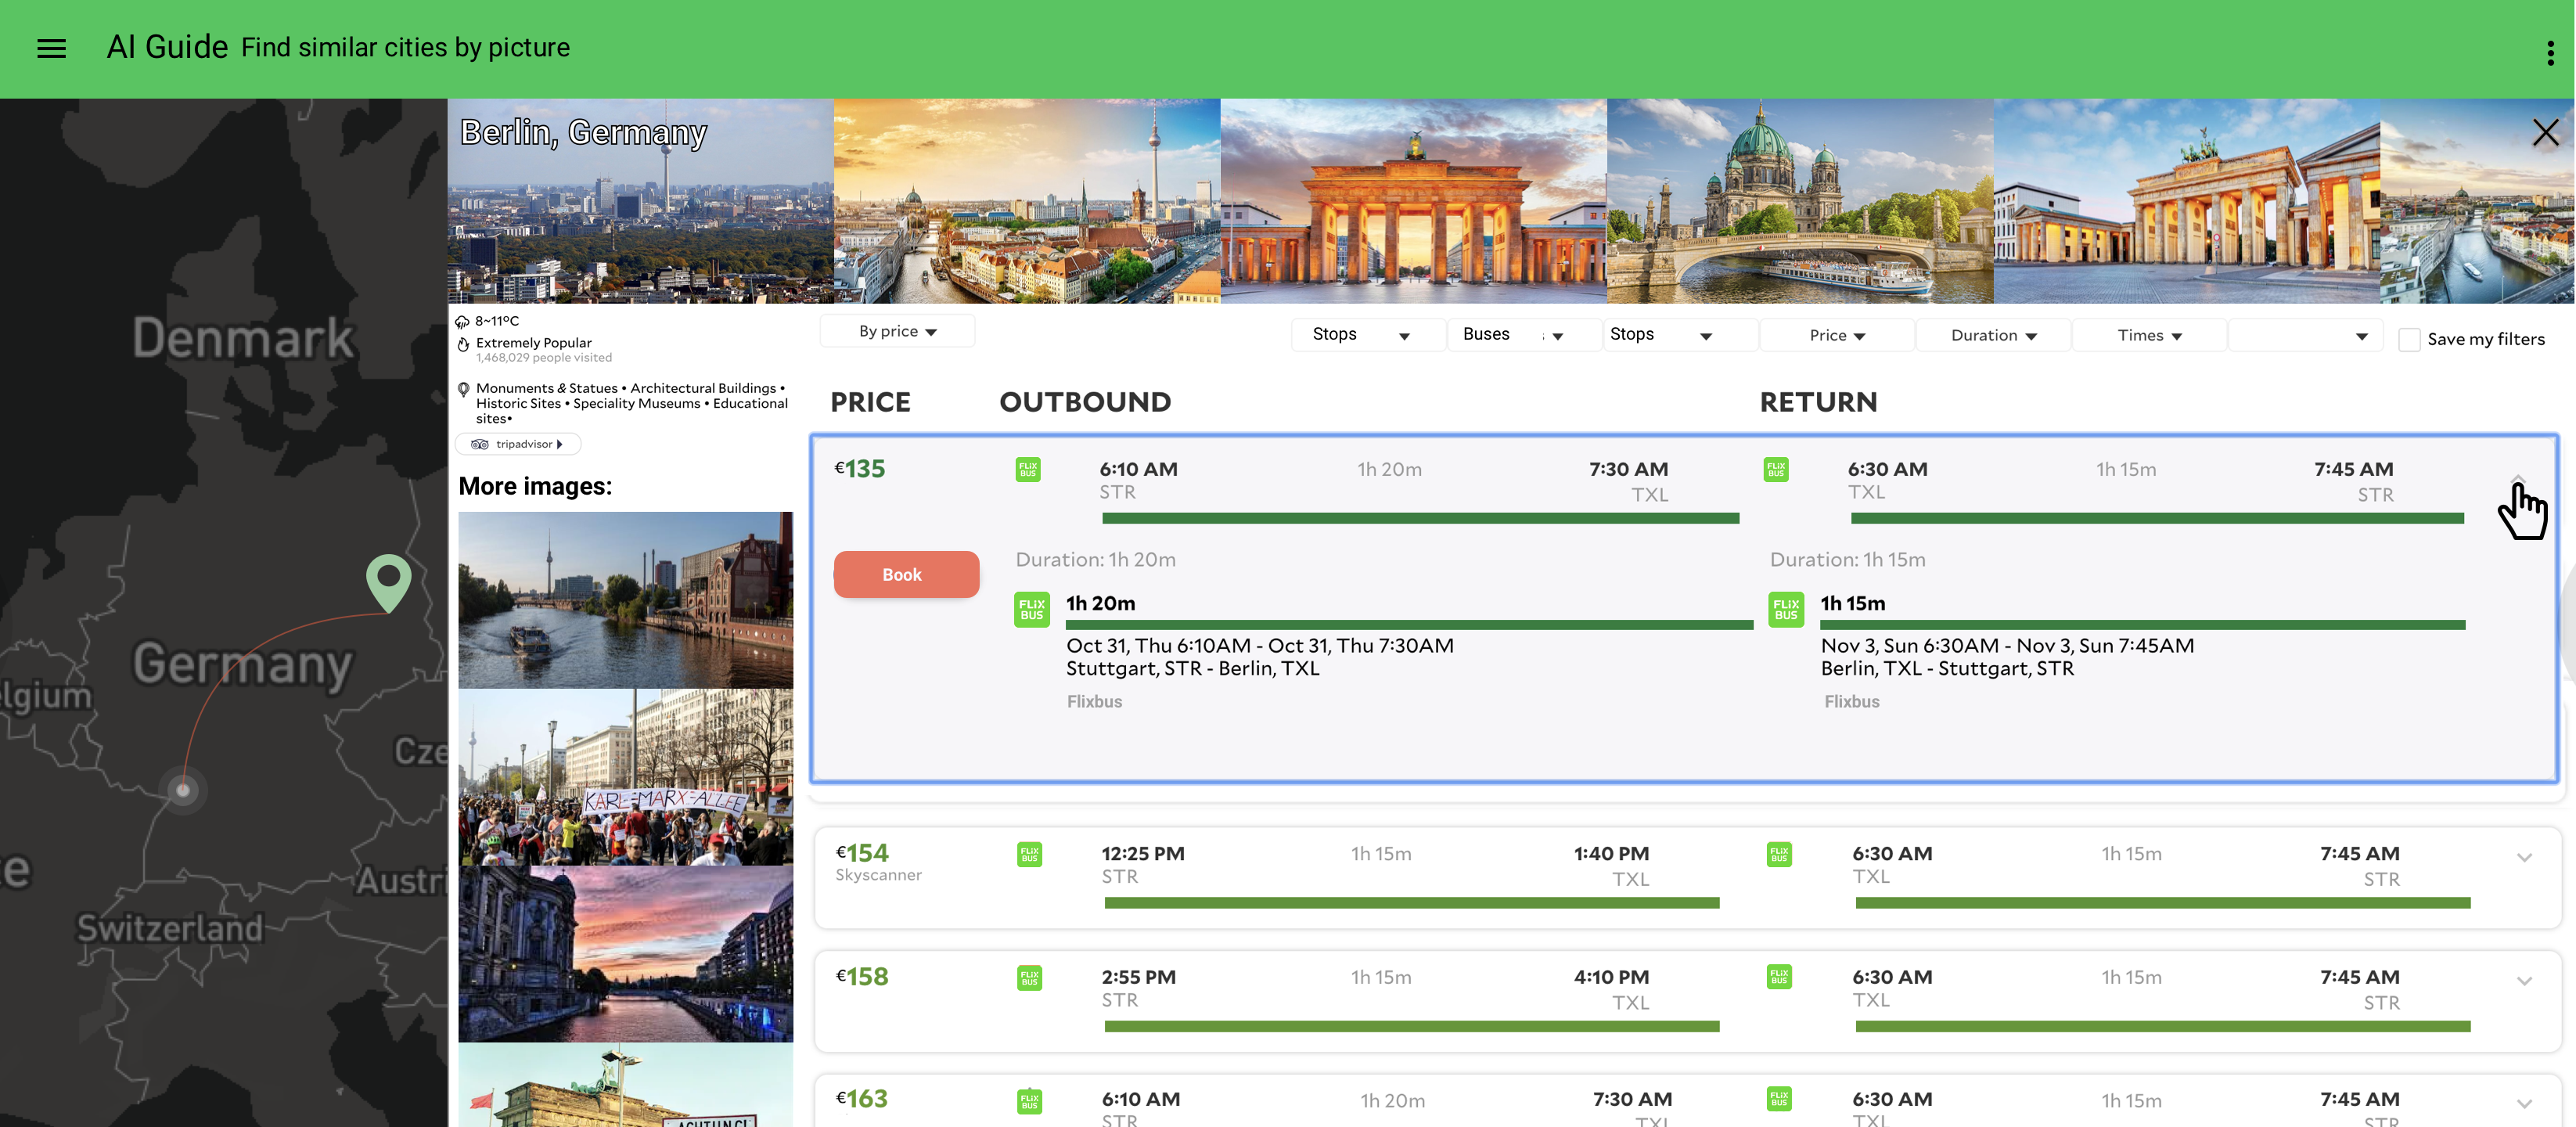 AI Guide Find similar cities by picture
Berlin, Germany
Denmark
Germany
elgium
Cze
Austri
Switzerland
8~11°C
Extremely Popular
1,468,029 people visited
Monuments & Statues • Architectural Buildings •
Historic Sites • Speciality Museums • Educational
sites•
tripadvisor
More images:
KARL-MARX-ALLEE
By price
Stops
Buses
Stops
Price
Duration
Times
Save my filters
PRICE OUTBOUND RETURN
€135 FLiX BUS 6:10 AM 1h 20m 7:30 AM FLiX BUS 6:30 AM 1h 15m 7:45 AM
STR TXL TXL STR
Book
Duration: 1h 20m
FLiX BUS 1h 20m
Oct 31, Thu 6:10AM - Oct 31, Thu 7:30AM
Stuttgart, STR - Berlin, TXL
Flixbus
Duration: 1h 15m
FLiX BUS 1h 15m
Nov 3, Sun 6:30AM - Nov 3, Sun 7:45AM
Berlin, TXL - Stuttgart, STR
Flixbus
€154 FLiX BUS 12:25 PM 1h 15m 1:40 PM FLiX BUS 6:30 AM 1h 15m 7:45 AM
Skyscanner STR TXL TXL STR
€158 FLiX BUS 2:55 PM 1h 15m 4:10 PM FLiX BUS 6:30 AM 1h 15m 7:45 AM
STR TXL TXL STR
€163 FLiX BUS 6:10 AM 1h 20m 7:30 AM FLiX BUS 6:30 AM 1h 15m 7:45 AM
STR TXL TXL STR